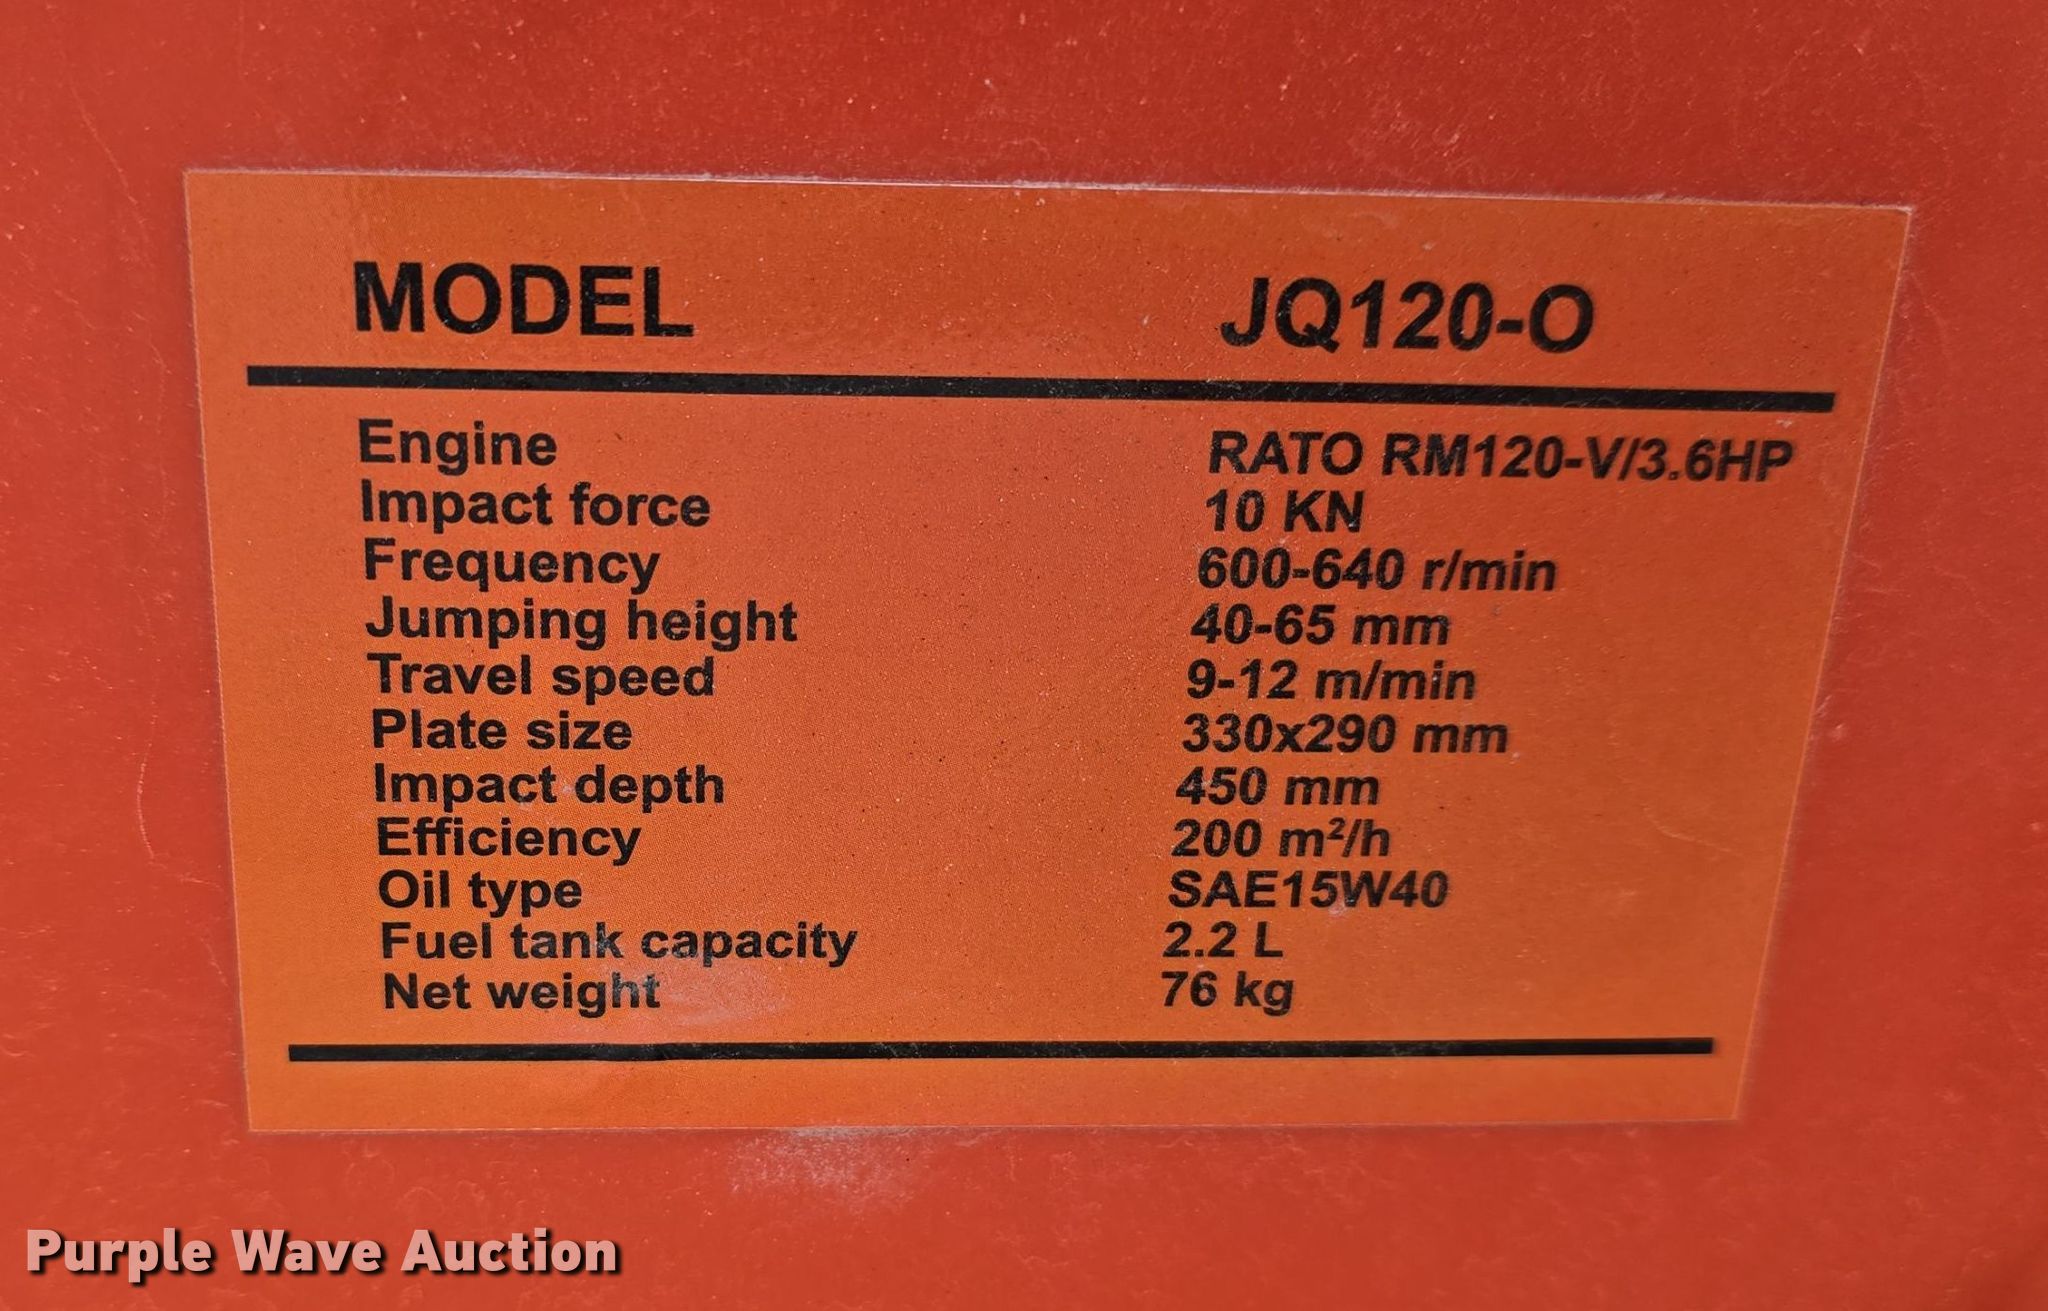 MODEL JQ120-O
Engine RATO RM120-V/3.6HP
Impact force 10 KN
Frequency 600-640 r/min
Jumping height 40-65 mm
Travel speed 9-12 m/min
Plate size 330x290 mm
Impact depth 450 mm
Efficiency 200 m²/h
Oil type SAE15W40
Fuel tank capacity 2.2 L
Net weight 76 kg
Purple Wave Auction